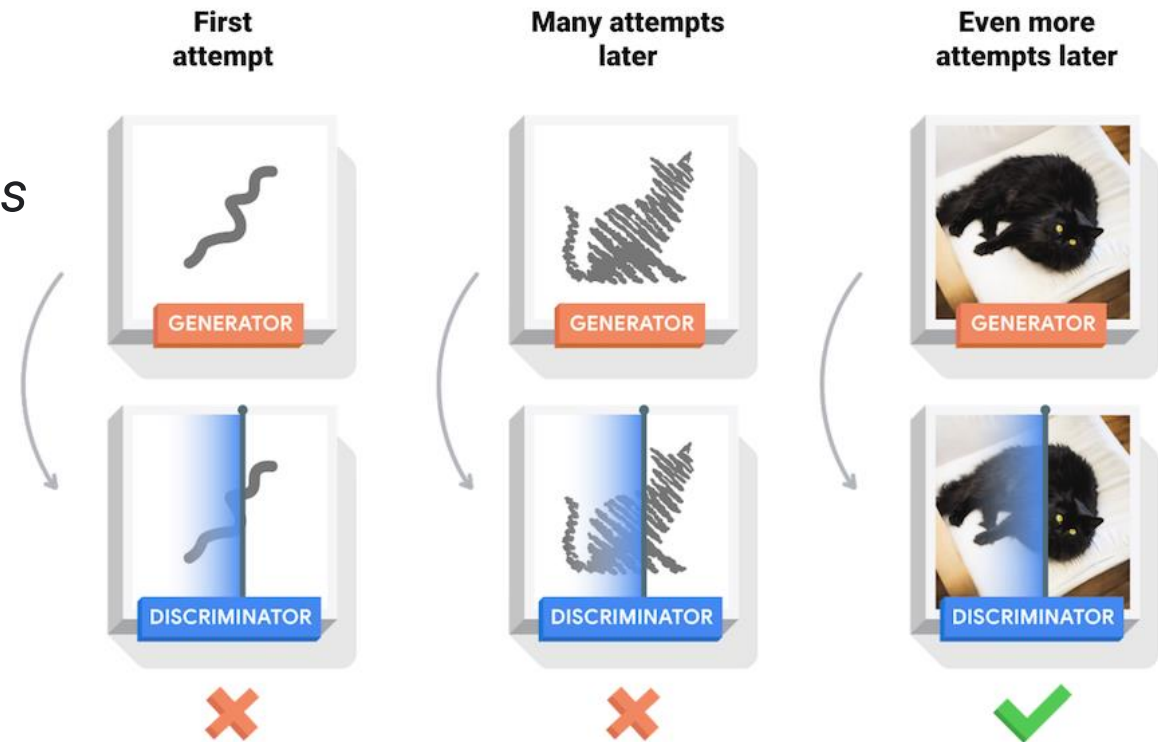 First
attempt
Many attempts
later
Even more
attempts later
s
GENERATOR
GENERATOR
GENERATOR
DISCRIMINATOR
DISCRIMINATOR
DISCRIMINATOR